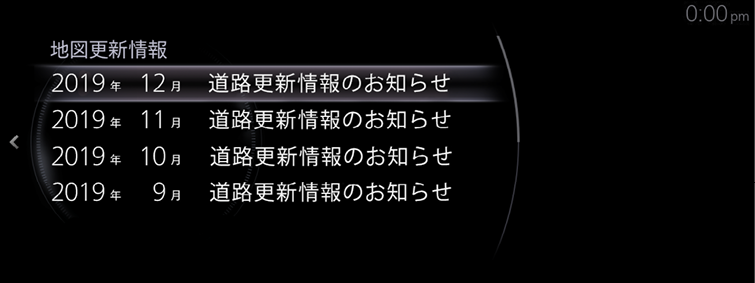 0:00pm
地図更新情報
2019年 12月 道路更新情報のお知らせ
2019年 11月 道路更新情報のお知らせ
2019年 10月 道路更新情報のお知らせ
2019年 9月 道路更新情報のお知らせ